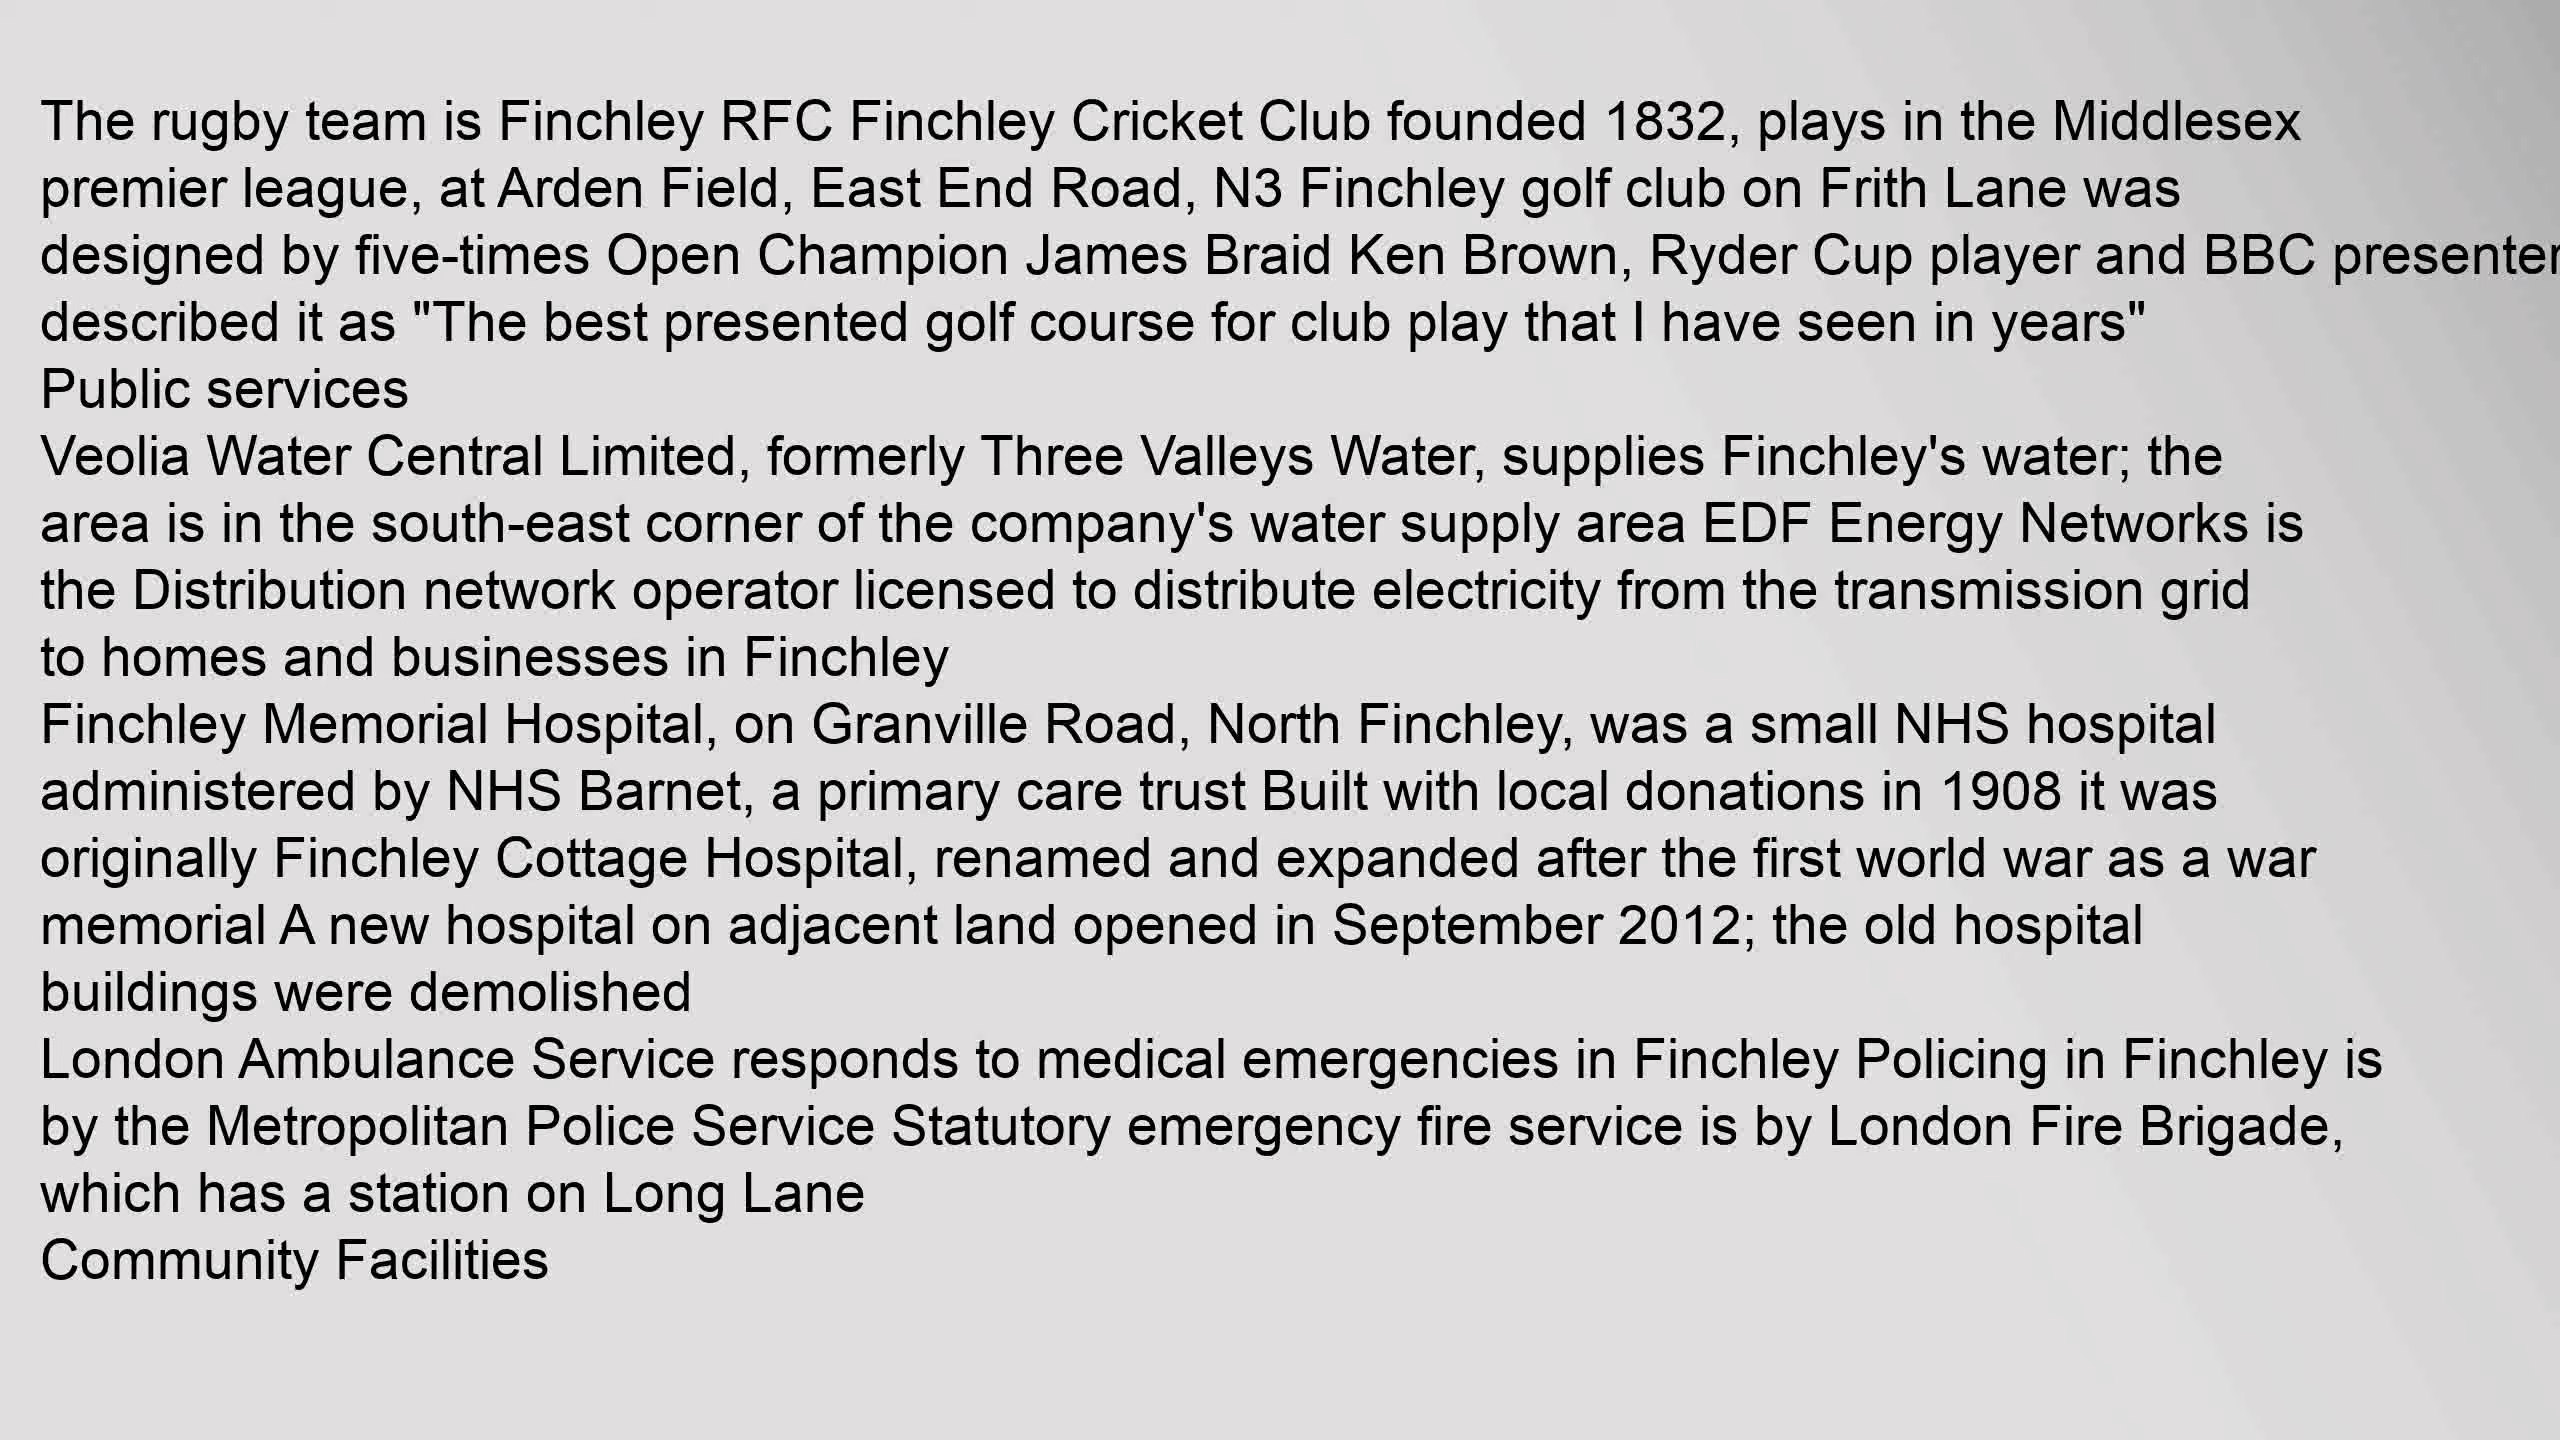 The rugby team is Finchley RFC Finchley Cricket Club founded 1832, plays in the Middlesex
premier league, at Arden Field, East End Road, N3 Finchley golf club on Frith Lane was
designed by five-times Open Champion James Braid Ken Brown, Ryder Cup player and BBC presenter
described it as "The best presented golf course for club play that I have seen in years"
Public services
Veolia Water Central Limited, formerly Three Valleys Water, supplies Finchley's water; the
area is in the south-east corner of the company's water supply area EDF Energy Networks is
the Distribution network operator licensed to distribute electricity from the transmission grid
to homes and businesses in Finchley
Finchley Memorial Hospital, on Granville Road, North Finchley, was a small NHS hospital
administered by NHS Barnet, a primary care trust Built with local donations in 1908 it was
originally Finchley Cottage Hospital, renamed and expanded after the first world war as a war
memorial A new hospital on adjacent land opened in September 2012; the old hospital
buildings were demolished
London Ambulance Service responds to medical emergencies in Finchley Policing in Finchley is
by the Metropolitan Police Service Statutory emergency fire service is by London Fire Brigade,
which has a station on Long Lane
Community Facilities